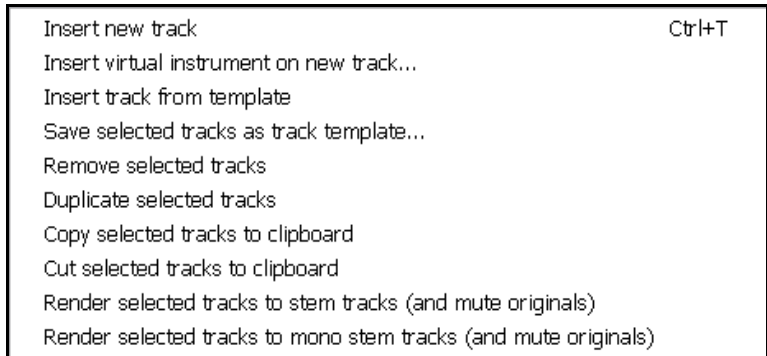 Insert new track Ctrl+T
Insert virtual instrument on new track...
Insert track from template
Save selected tracks as track template...
Remove selected tracks
Duplicate selected tracks
Copy selected tracks to clipboard
Cut selected tracks to clipboard
Render selected tracks to stem tracks (and mute originals)
Render selected tracks to mono stem tracks (and mute originals)